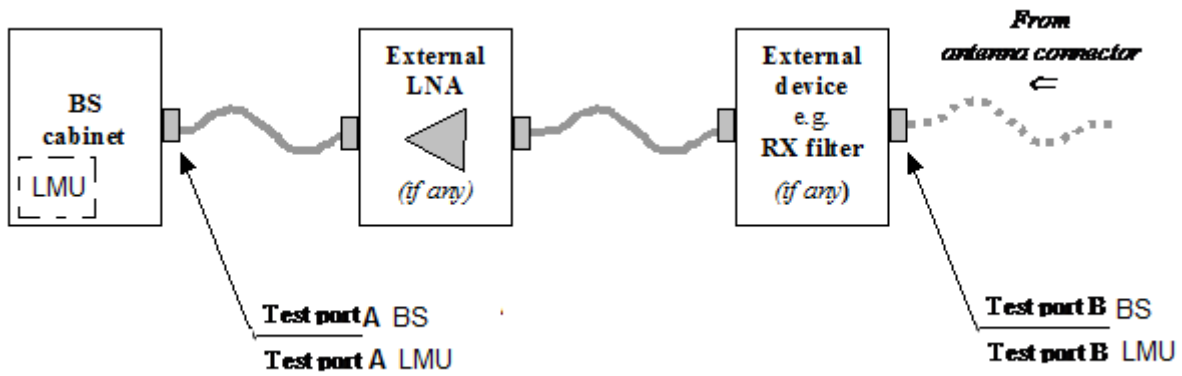 BS
cabinet
LMU
External
LNA
(if any)
External
device
e.g.
RX filter
(if any)
From
antenna connector
⇐
Test port A BS
Test port A LMU
Test port B BS
Test port B LMU